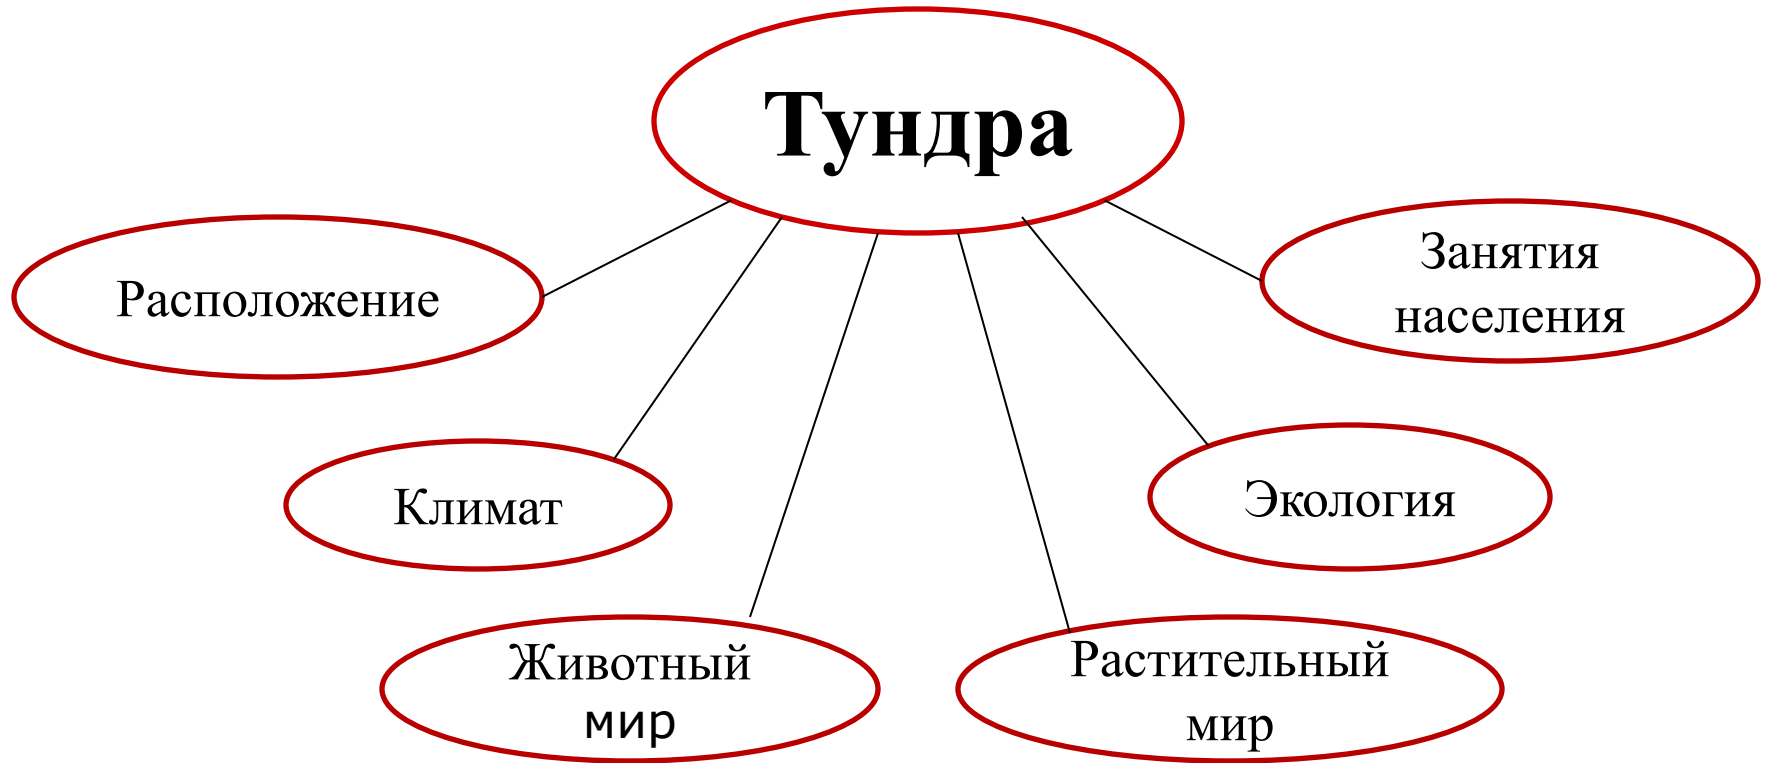 Тундра
Расположение
Занятия
населения
Климат
Экология
Животный
мир
Растительный
мир